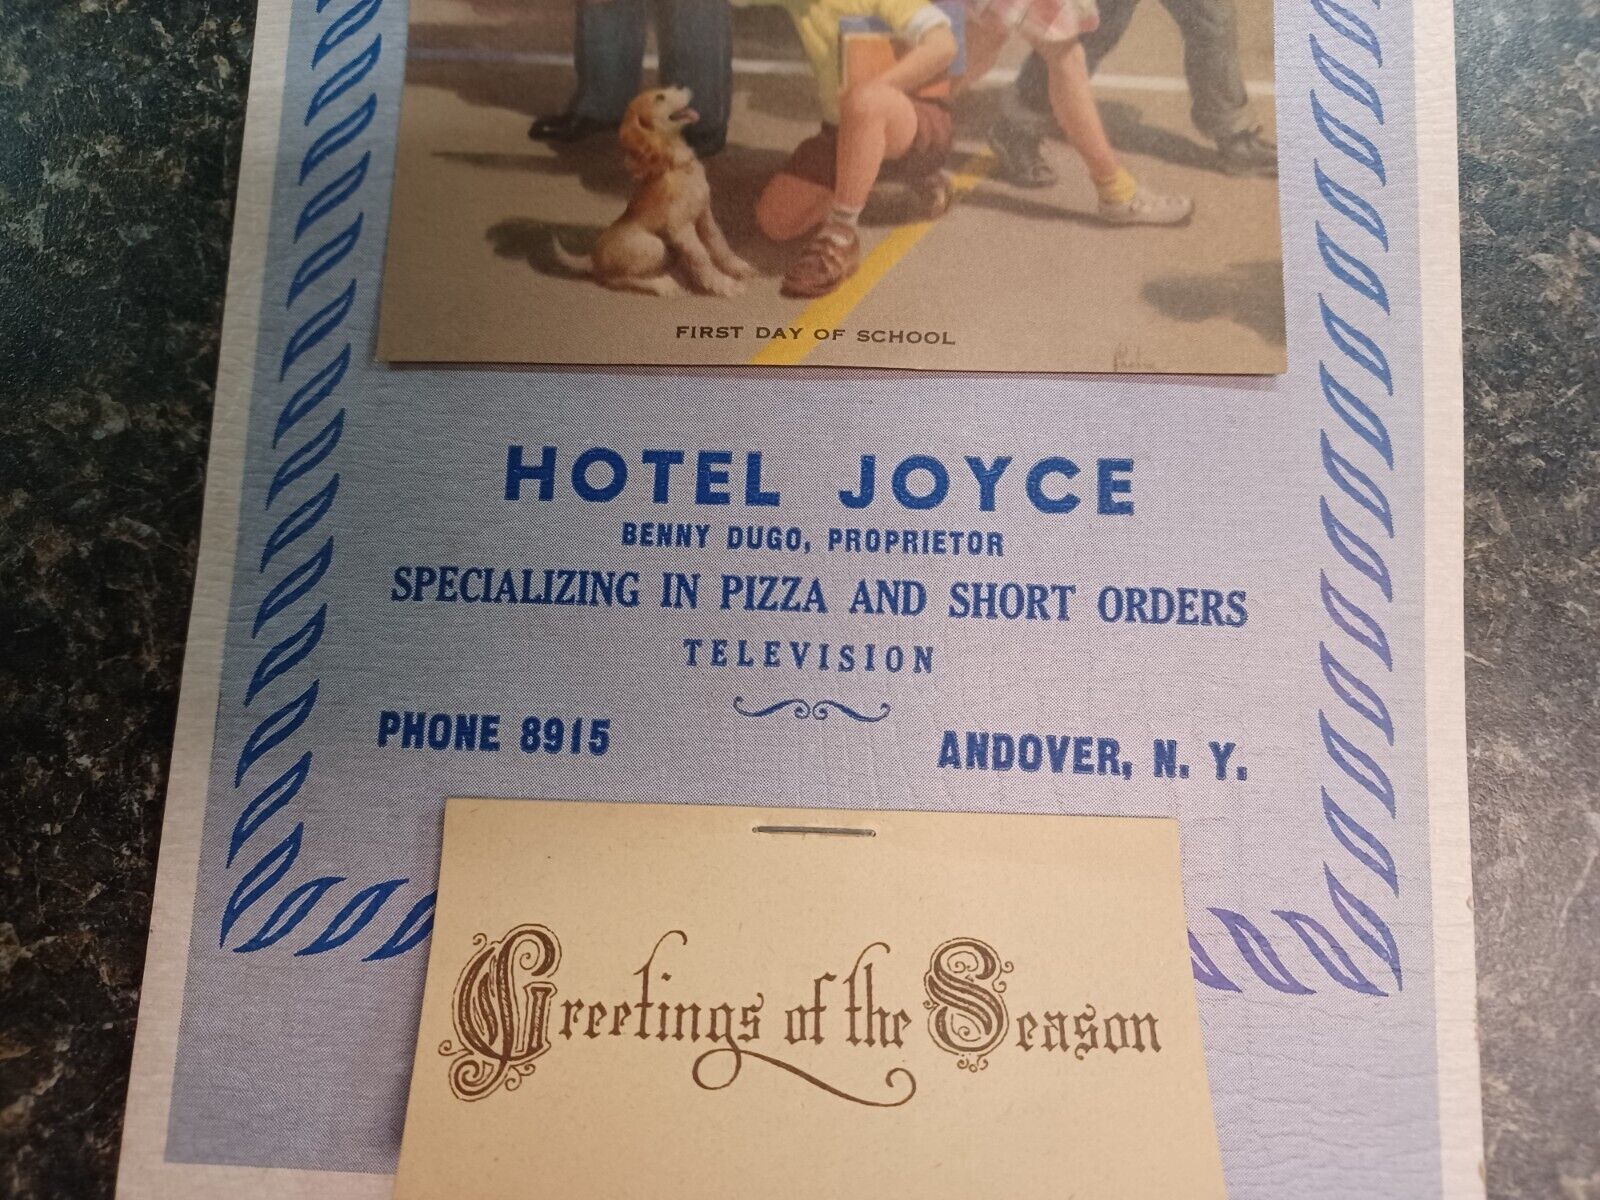 FIRST DAY OF SCHOOL
HOTEL JOYCE
BENNY DUGO, PROPRIETOR
SPECIALIZING IN PIZZA AND SHORT ORDERS
TELEVISION
PHONE 8915
ANDOVER, N. Y.
Greetings of the Season